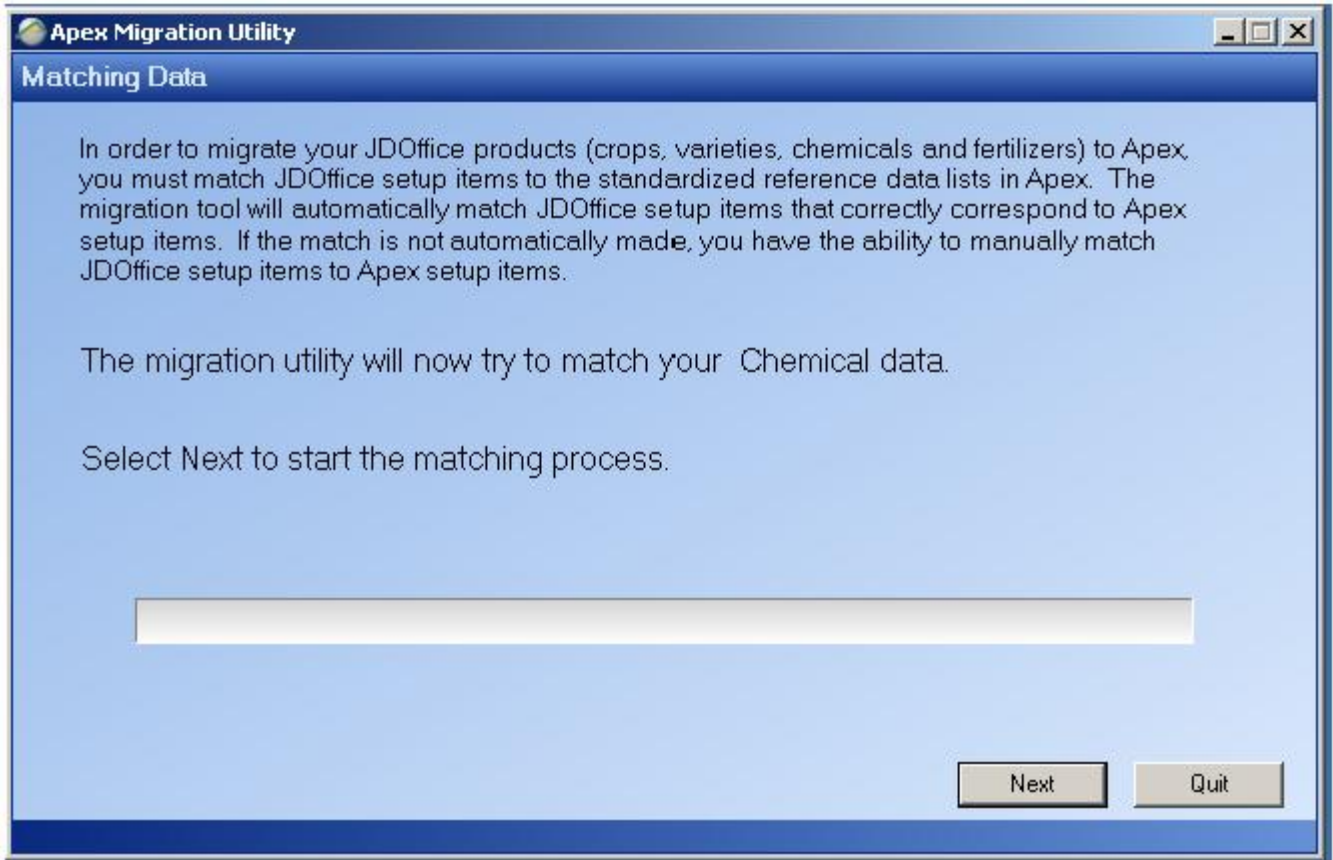 Apex Migration Utility
Matching Data
In order to migrate your JDOffice products (crops, varieties, chemicals and fertilizers) to Apex,
you must match JDOffice setup items to the standardized reference data lists in Apex.  The
migration tool will automatically match JDOffice setup items that correctly correspond to Apex
setup items.  If the match is not automatically made, you have the ability to manually match
JDOffice setup items to Apex setup items.
The migration utility will now try to match your  Chemical data.
Select Next to start the matching process.
Next
Quit